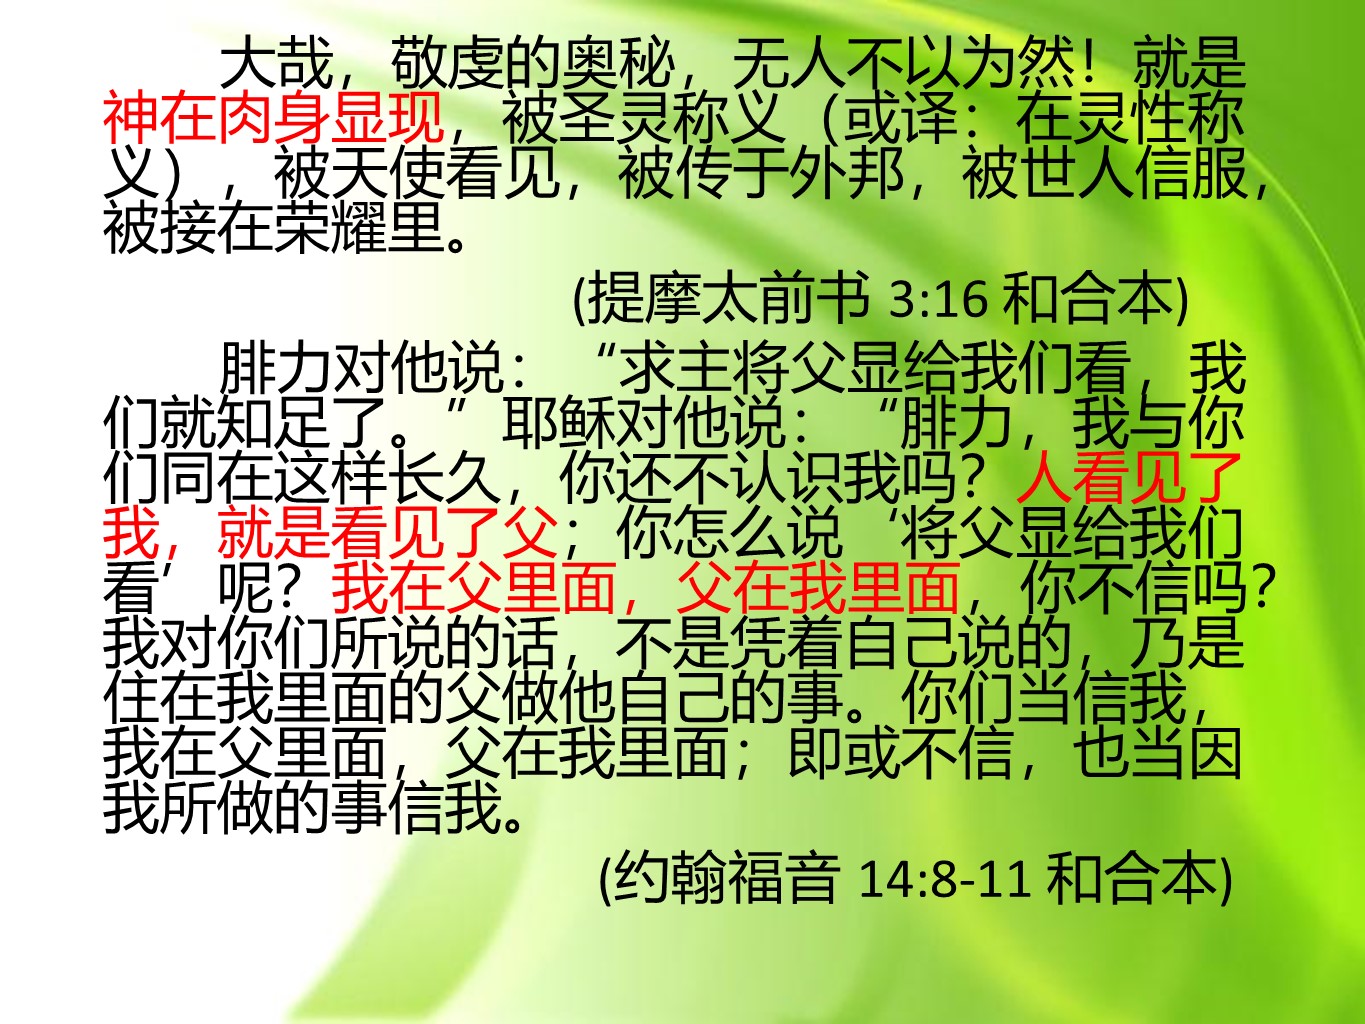 大哉，敬虔的奥秘，无人不以为然！就是
神在肉身显现，被圣灵称义（或译：在灵性称
义），被天使看见，被传于外邦，被世人信服，
被接在荣耀里。
(提摩太前书 3:16 和合本)
腓力对他说：“求主将父显给我们看，我
们就知足了。”耶稣对他说：“腓力，我与你
们同在这样长久，你还不认识我吗？人看见了
我，就是看见了父；你怎么说‘将父显给我们
看’呢？我在父里面，父在我里面，你不信吗？
我对你们所说的话，不是凭着自己说的，乃是
住在我里面的父做他自己的事。你们当信我，
我在父里面，父在我里面；即或不信，也当因
我所做的事信我。
(约翰福音 14:8-11 和合本)